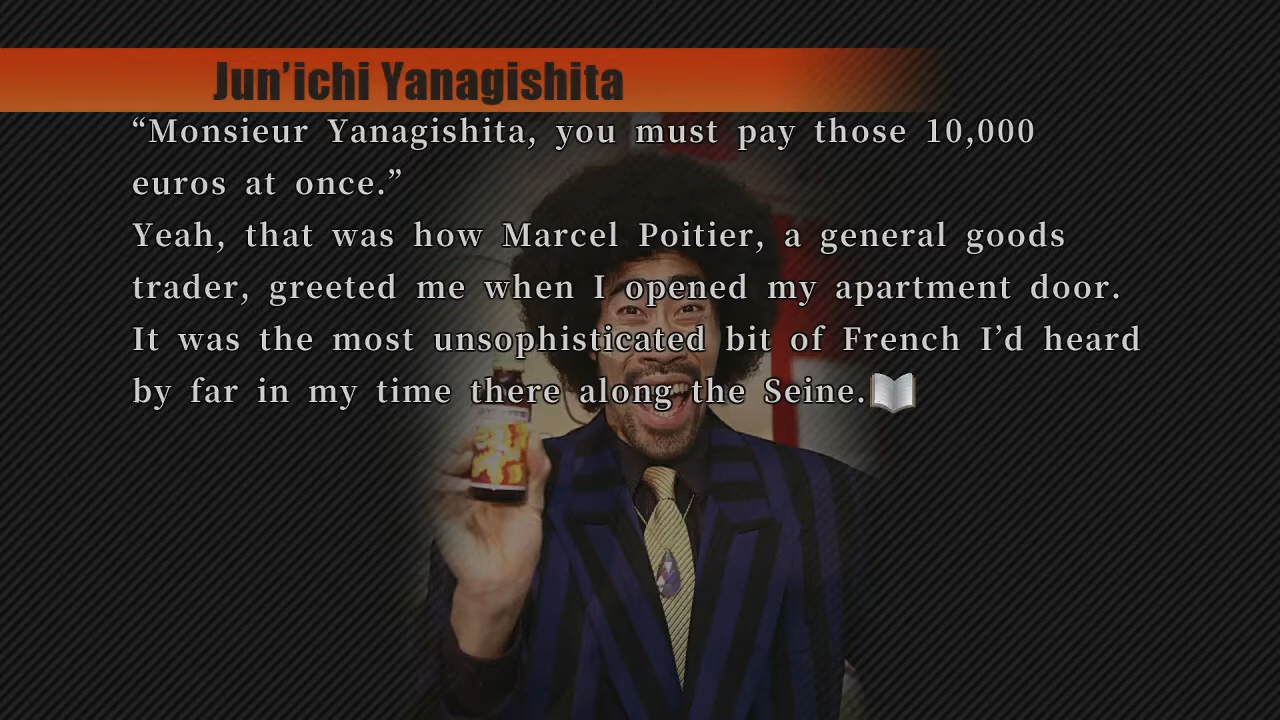 Jun’ichi Yanagishita
“Monsieur Yanagishita, you must pay those 10,000
euros at once.”
Yeah, that was how Marcel Poitier, a general goods
trader, greeted me when I opened my apartment door.
It was the most unsophisticated bit of French I’d heard
by far in my time there along the Seine.